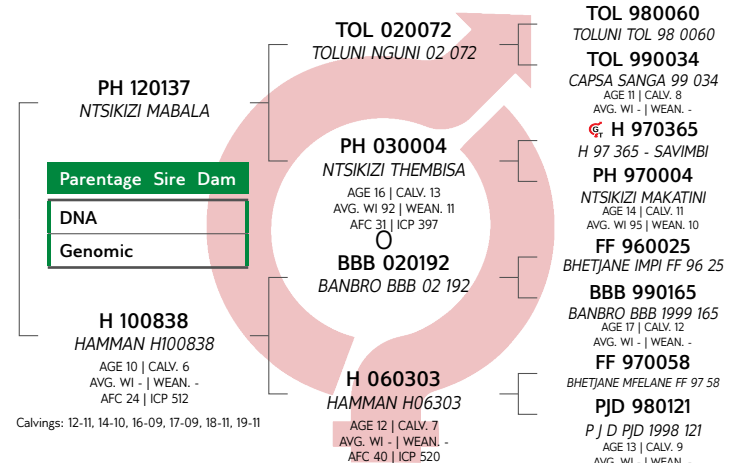 PH 120137
NTSIKIZI MABALA
Parentage Sire Dam
DNA
Genomic
H 100838
HAMMAN H100838
AGE 10 | CALV. 6
AVG. WI - | WEAN. -
AFC 24 | ICP 512
Calvings: 12-11, 14-10, 16-09, 17-09, 18-11, 19-11
TOL 020072
TOLUNI NGUNI 02 072
PH 030004
NTSIKIZI THEMBISA
AGE 16 | CALV. 13
AVG. WI 92 | WEAN. 11
AFC 31 | ICP 397
O
BBB 020192
BANBRO BBB 02 192
H 060303
HAMMAN H06303
AGE 12 | CALV. 7
AVG. WI - | WEAN. -
AFC 40 | ICP 520
TOL 980060
TOLUNI TOL 98 0060
TOL 990034
CAPSA SANGA 99 034
AGE 11 | CALV. 8
AVG. WI - | WEAN. -
GT H 970365
H 97 365 - SAVIMBI
PH 970004
NTSIKIZI MAKATINI
AGE 14 | CALV. 11
AVG. WI 95 | WEAN. 10
FF 960025
BHETJANE IMPI FF 96 25
BBB 990165
BANBRO BBB 1999 165
AGE 17 | CALV. 12
AVG. WI - | WEAN. -
FF 970058
BHETJANE MFELANE FF 97 58
PJD 980121
P J D PJD 1998 121
AGE 13 | CALV. 9
AVG. WI - | WEAN. -